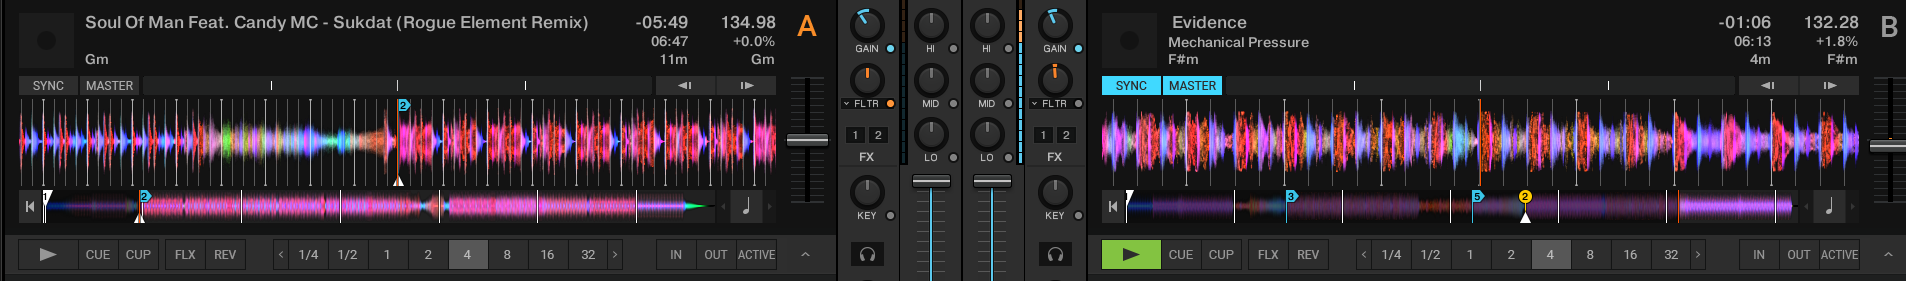 Soul Of Man Feat. Candy MC - Sukdat (Rogue Element Remix) -05:49 134.98 A
06:47 +0.0%
Gm 11m Gm
SYNC MASTER
2
1 2
CUE CUP FLX REV 1/4 1/2 1 2 4 8 16 32 IN OUT ACTIVE
GAIN HI HI GAIN
FLTR MID MID FLTR
1 2 1 2
FX LO LO FX
KEY KEY
Evidence -01:06 132.28 B
Mechanical Pressure 06:13 +1.8%
F#m 4m F#m
SYNC MASTER
3 5 2
CUE CUP FLX REV 1/4 1/2 1 2 4 8 16 32 IN OUT ACTIVE